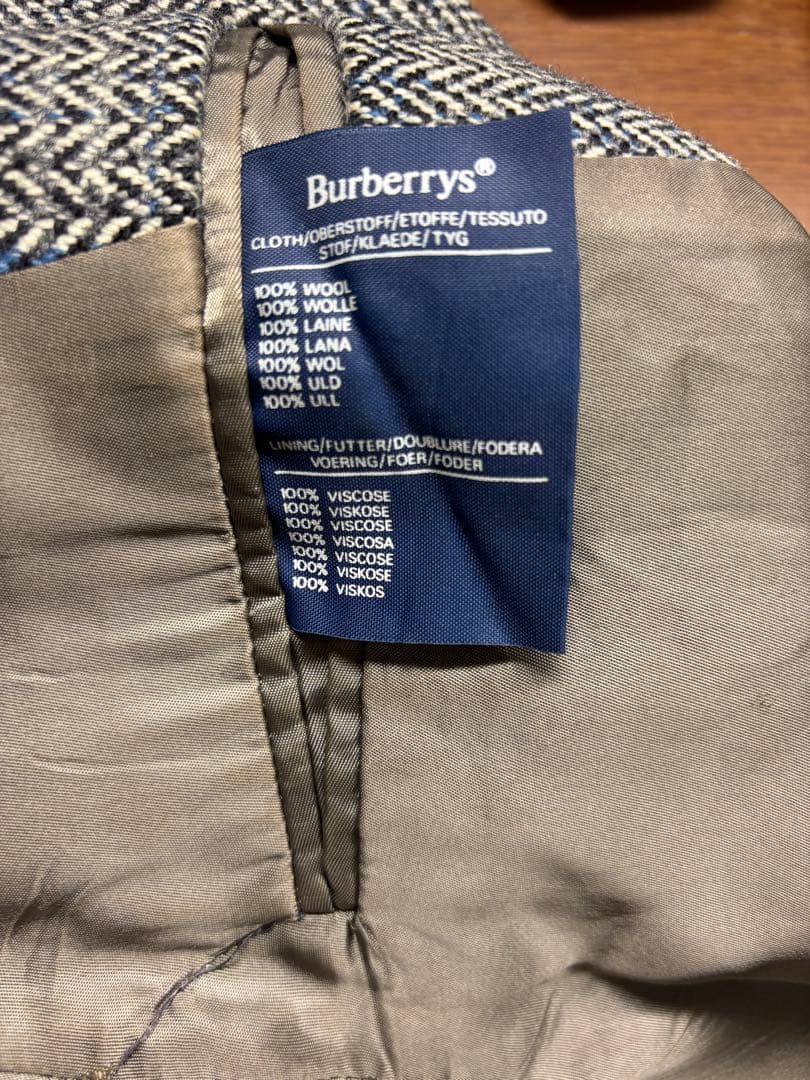 Burberrys®
CLOTH/OBERSTOFF/ETOFFE/TESSUTO
STOF/KLAEDE/TYG
100% WOOL
100% WOLLE
100% LAINE
100% LANA
100% WOL
100% ULD
100% ULL
LINING/FUTTER/DOUBLURE/FODERA
VOERING/FOER/FODER
100% VISCOSE
100% VISKOSE
100% VISCOSE
100% VISCOSA
100% VISCOSE
100% VISKOSE
100% VISKOS